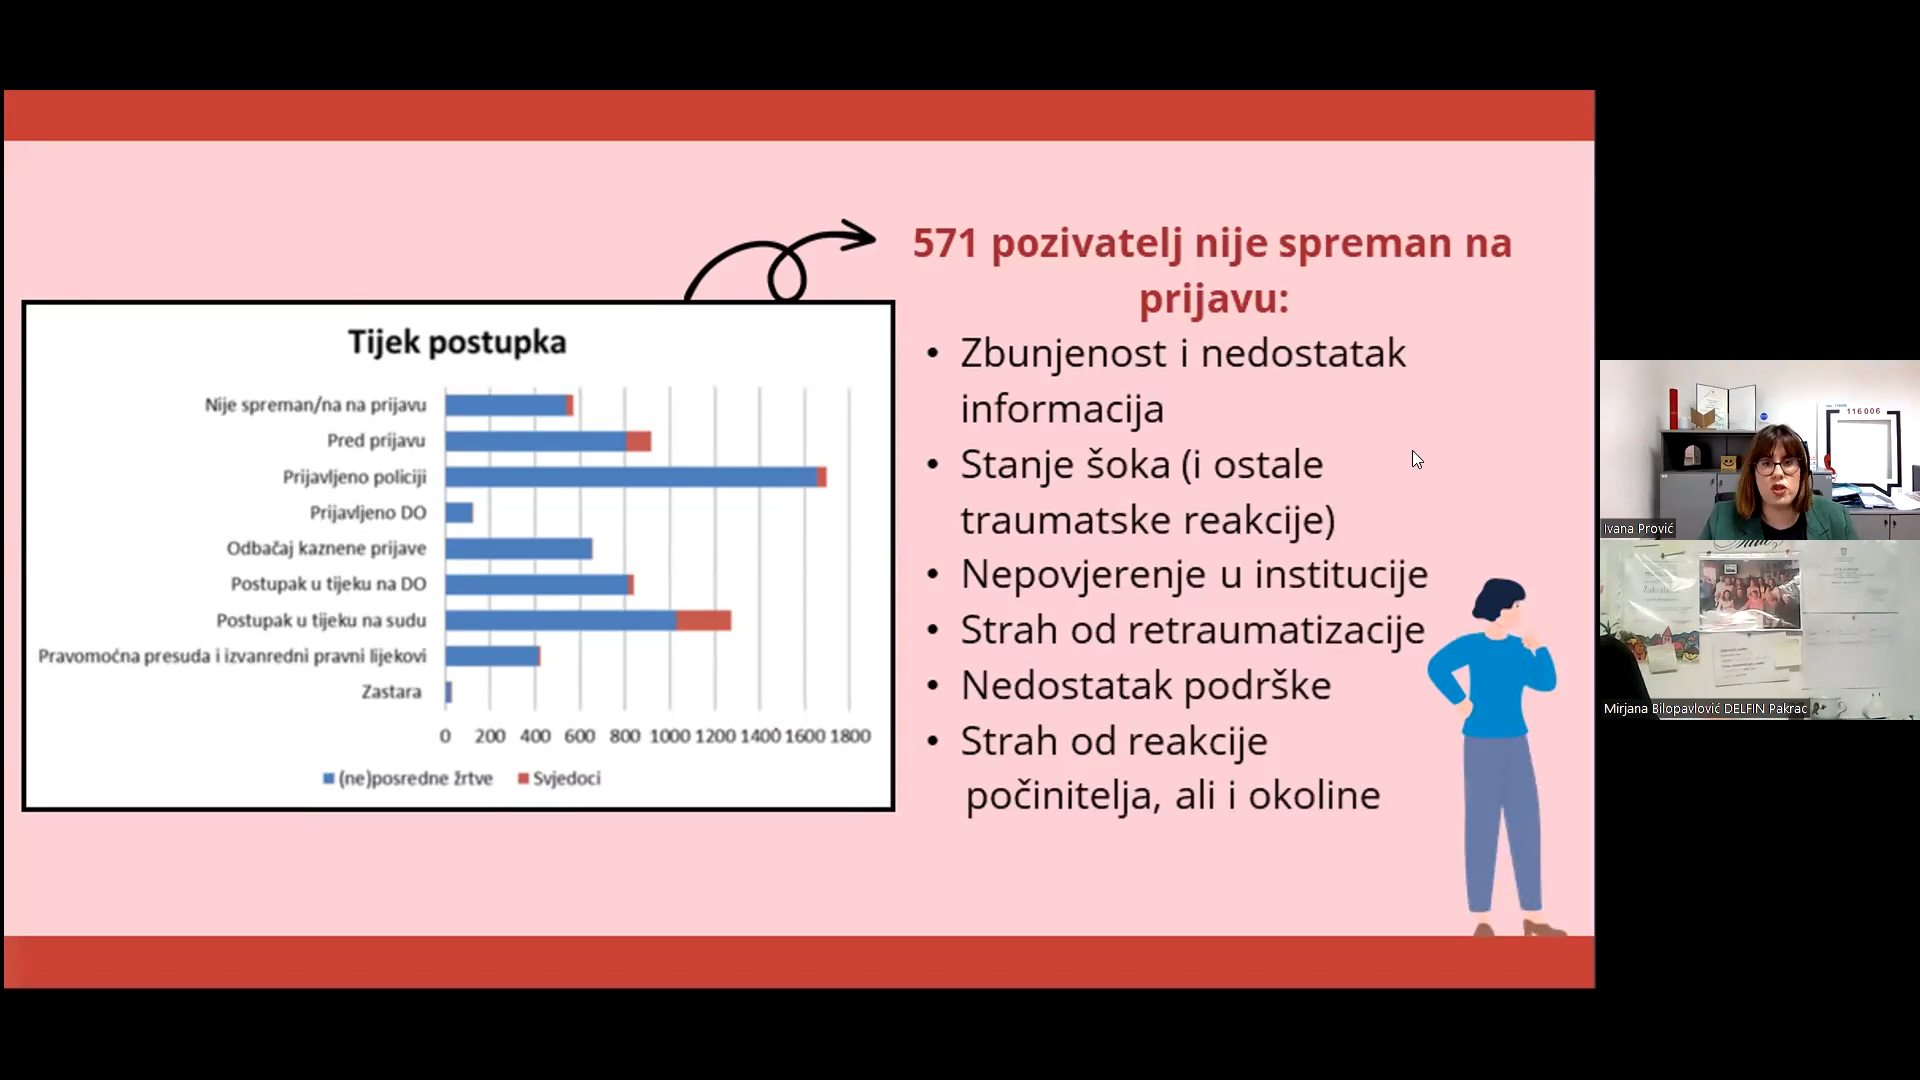 571 pozivatelj nije spreman na
prijavu:
• Zbunjenost i nedostatak
informacija
• Stanje šoka (i ostale
traumatske reakcije)
• Nepovjerenje u institucije
• Strah od retraumatizacije
• Nedostatak podrške
• Strah od reakcije
počinitelja, ali i okoline
Tijek postupka
Nije spreman/na na prijavu
Pred prijavu
Prijavljeno policiji
Prijavljeno DO
Odbačaj kaznene prijave
Postupak u tijeku na DO
Postupak u tijeku na sudu
Pravomoćna presuda i izvanredni pravni lijekovi
Zastara
0 200 400 600 800 1000 1200 1400 1600 1800
(ne)posredne žrtve Svjedoci
116 006
Ivana Prović
Mirjana Bilopavlović DELFIN Pakrac